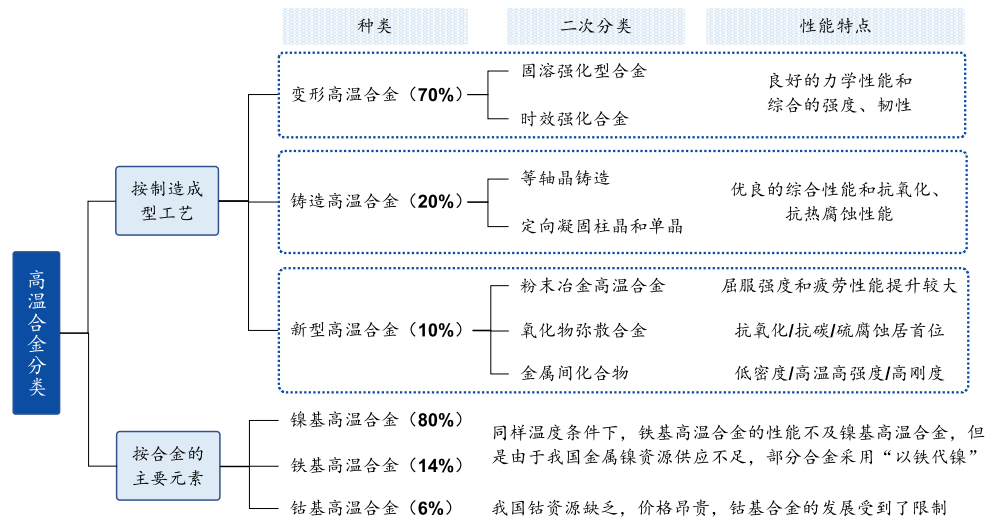 种类
二次分类
性能特点
高温合金分类
按制造成
型工艺
变形高温合金（70%）
固溶强化型合金
时效强化合金
良好的力学性能和
综合的强度、韧性
铸造高温合金（20%）
等轴晶铸造
定向凝固柱晶和单晶
优良的综合性能和抗氧化、
抗热腐蚀性能
新型高温合金（10%）
粉末冶金高温合金
屈服强度和疲劳性能提升较大
氧化物弥散合金
抗氧化/抗碳/硫腐蚀居首位
金属间化合物
低密度/高温高强度/高刚度
按合金的
主要元素
镍基高温合金（80%）
铁基高温合金（14%）
同样温度条件下，铁基高温合金的性能不及镍基高温合金，但
是由于我国金属镍资源供应不足，部分合金采用“以铁代镍”
钴基高温合金（6%）
我国钴资源缺乏，价格昂贵，钴基合金的发展受到了限制